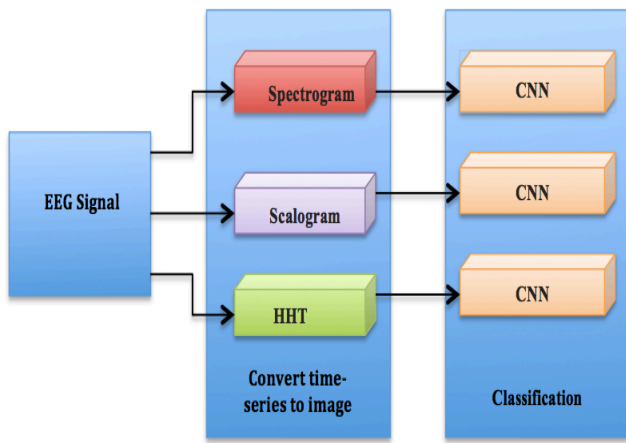 EEG Signal
Spectrogram
Scalogram
HHT
Convert time-
series to image
CNN
CNN
CNN
Classification